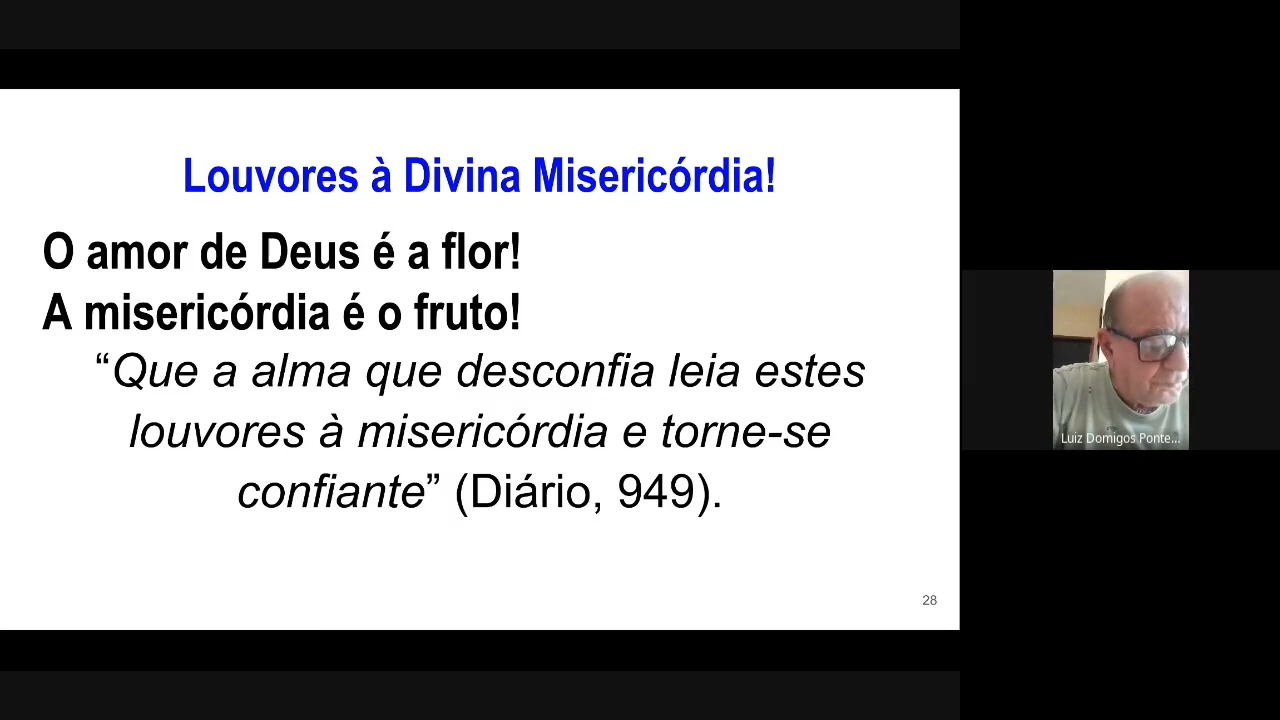 Louvores à Divina Misericórdia!
O amor de Deus é a flor!
A misericórdia é o fruto!
“Que a alma que desconfia leia estes
louvores à misericórdia e torne-se
confiante” (Diário, 949).
28
Luiz Domigos Ponte...